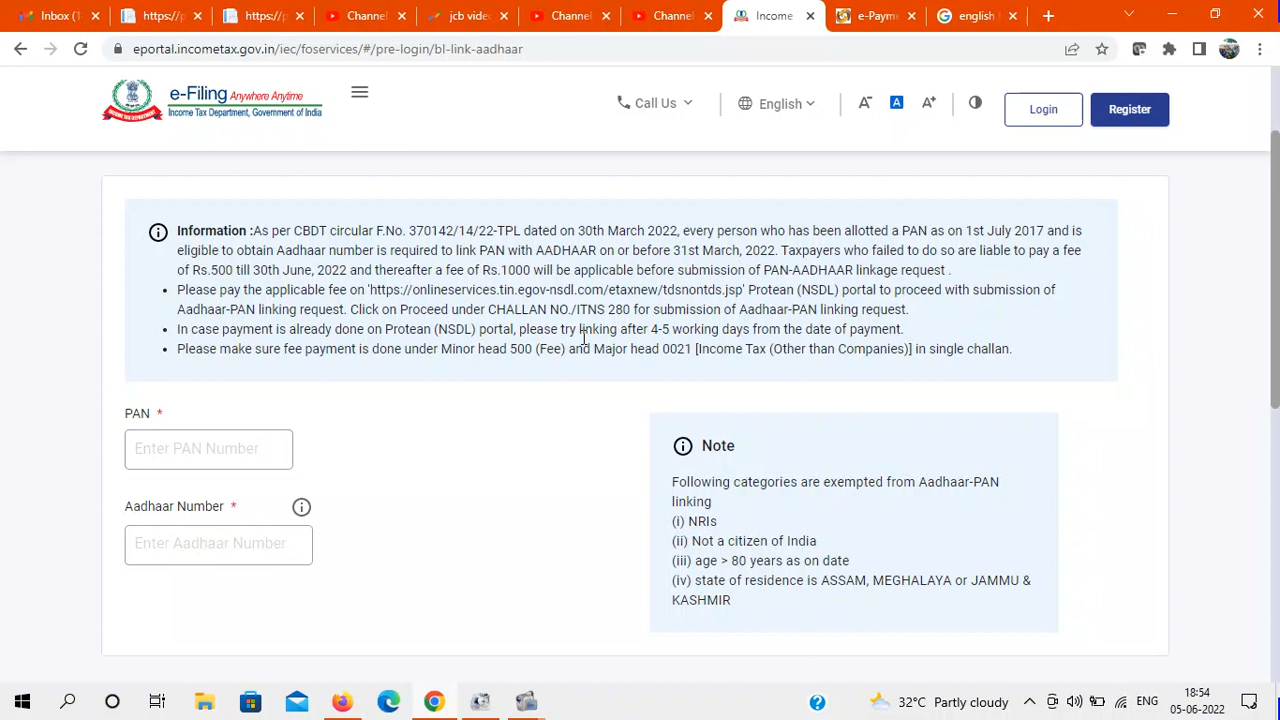 Inbox (1
https://p
https://p
Channel
jcb video
Channel
Channel
Income
e-Payme
english
eportal.incometax.gov.in/iec/foservices/#/pre-login/bl-link-aadhaar
e-Filing Anywhere Anytime
Income Tax Department, Government of India
Call Us
English
A-
A
A+
Login
Register
Information :As per CBDT circular F.No. 370142/14/22-TPL dated on 30th March 2022, every person who has been allotted a PAN as on 1st July 2017 and is
eligible to obtain Aadhaar number is required to link PAN with AADHAAR on or before 31st March, 2022. Taxpayers who failed to do so are liable to pay a fee
of Rs.500 till 30th June, 2022 and thereafter a fee of Rs.1000 will be applicable before submission of PAN-AADHAAR linkage request .
• Please pay the applicable fee on 'https://onlineservices.tin.egov-nsdl.com/etaxnew/tdsnontds.jsp' Protean (NSDL) portal to proceed with submission of
Aadhaar-PAN linking request. Click on Proceed under CHALLAN NO./ITNS 280 for submission of Aadhaar-PAN linking request.
• In case payment is already done on Protean (NSDL) portal, please try linking after 4-5 working days from the date of payment.
• Please make sure fee payment is done under Minor head 500 (Fee) and Major head 0021 [Income Tax (Other than Companies)] in single challan.
PAN *
Enter PAN Number
Aadhaar Number *
Enter Aadhaar Number
Note
Following categories are exempted from Aadhaar-PAN
linking
(i) NRIs
(ii) Not a citizen of India
(iii) age > 80 years as on date
(iv) state of residence is ASSAM, MEGHALAYA or JAMMU &
KASHMIR
32°C Partly cloudy
ENG
18:54
05-06-2022